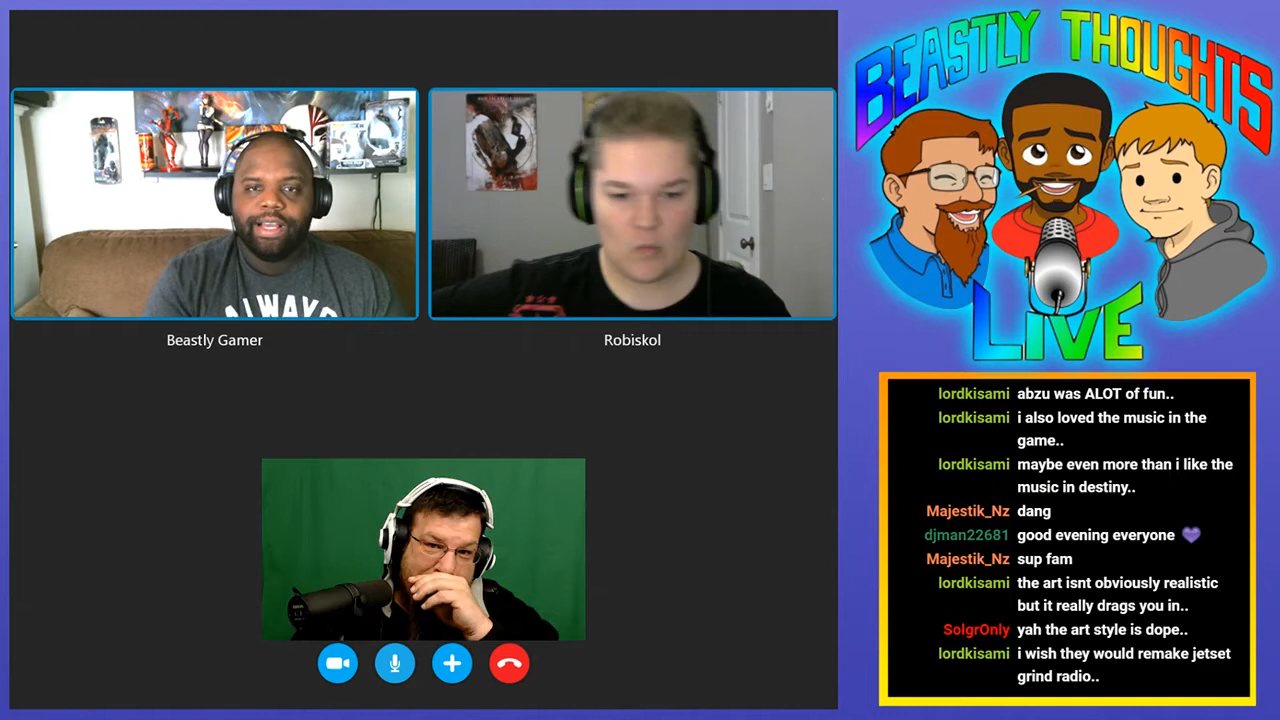 BEASTLY THOUGHTS
LIVE
ALWAYS
Beastly Gamer
Robiskol
lordkisami abzu was ALOT of fun..
lordkisami i also loved the music in the
game..
lordkisami maybe even more than i like the
music in destiny..
Majestik_Nz dang
djman22681 good evening everyone 💜
Majestik_Nz sup fam
lordkisami the art isnt obviously realistic
but it really drags you in..
SolgrOnly yah the art style is dope..
lordkisami i wish they would remake jetset
grind radio..